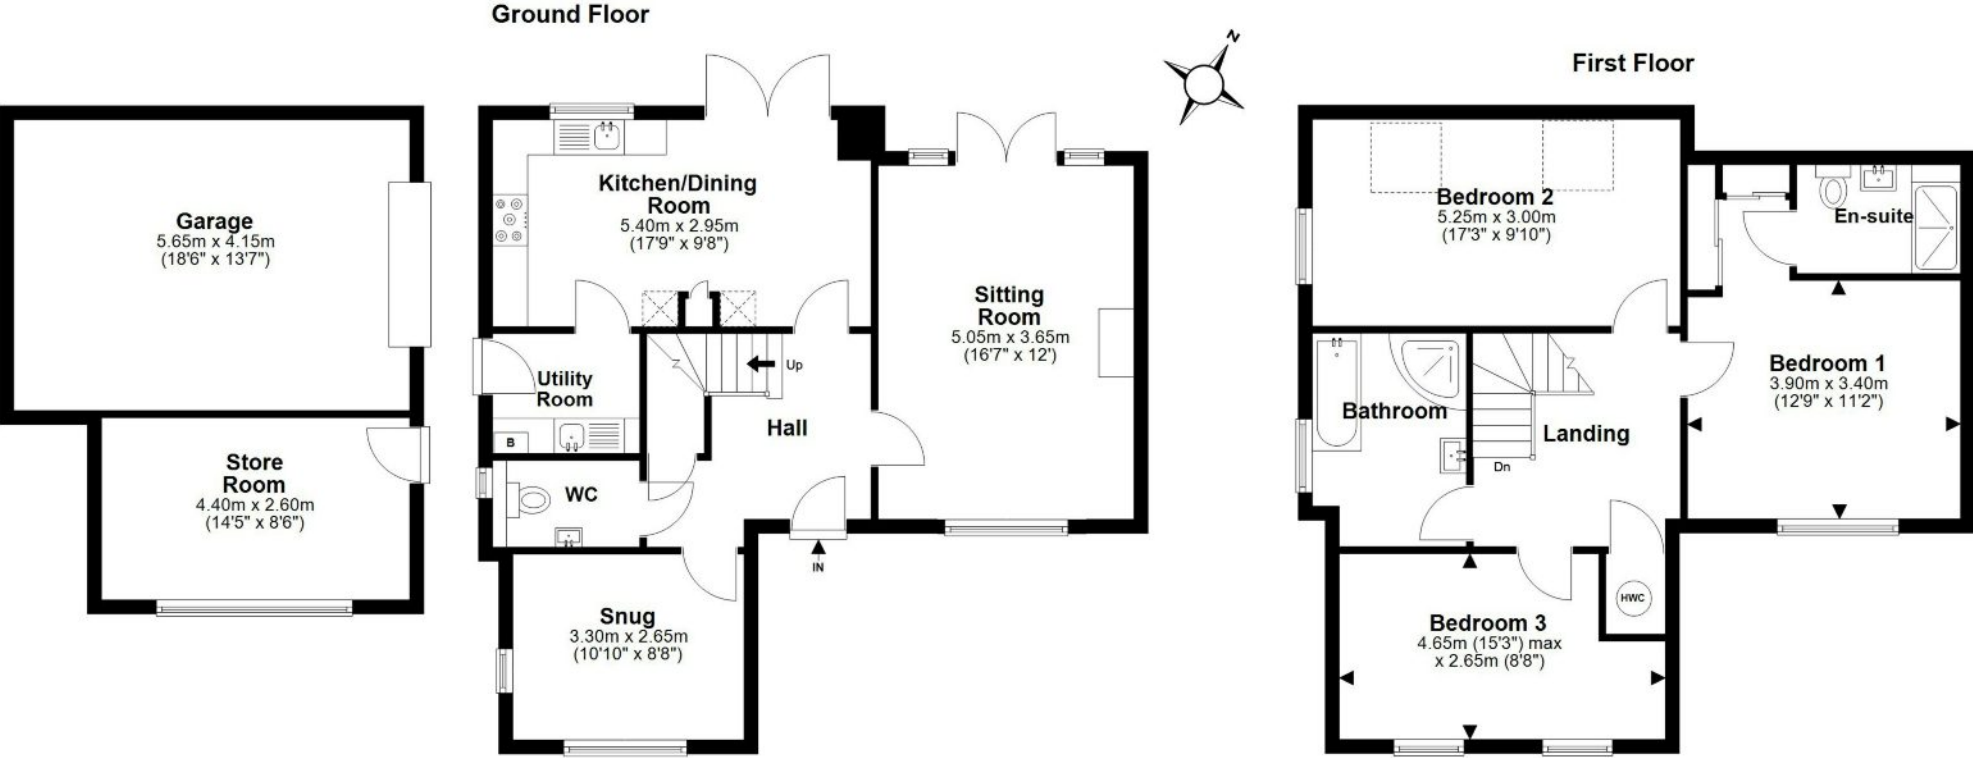 Ground Floor
N
First Floor
Garage
5.65m x 4.15m
(18'6" x 13'7")
Store
Room
4.40m x 2.60m
(14'5" x 8'6")
Kitchen/Dining
Room
5.40m x 2.95m
(17'9" x 9'8")
Sitting
Room
5.05m x 3.65m
(16'7" x 12')
Up
Utility
Room
B
Hall
WC
IN
Snug
3.30m x 2.65m
(10'10" x 8'8")
Bedroom 2
5.25m x 3.00m
(17'3" x 9'10")
En-suite
Bedroom 1
3.90m x 3.40m
(12'9" x 11'2")
Bathroom
Landing
Dn
HWC
Bedroom 3
4.65m (15'3") max
x 2.65m (8'8")